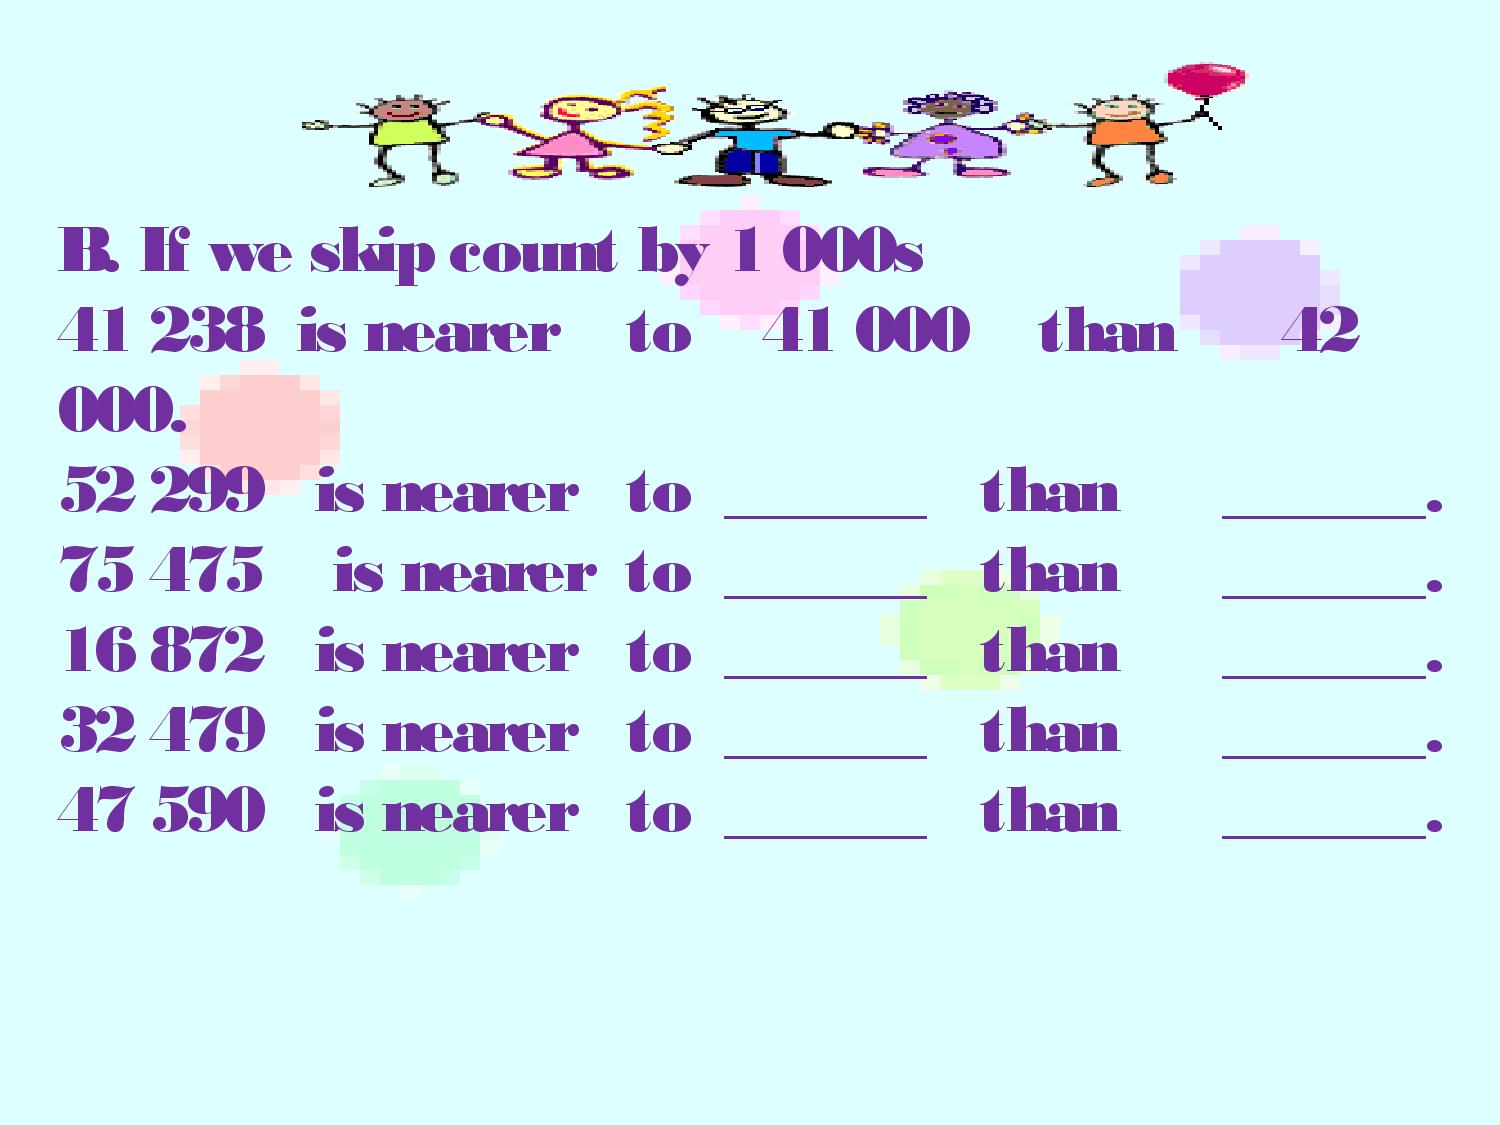 B. If we skip count by 1 000s
41 238 is nearer to 41 000 than 42
000.
52 299 is nearer to _______ than _______.
75 475 is nearer to _______ than _______.
16 872 is nearer to _______ than _______.
32 479 is nearer to _______ than _______.
47 590 is nearer to _______ than _______.